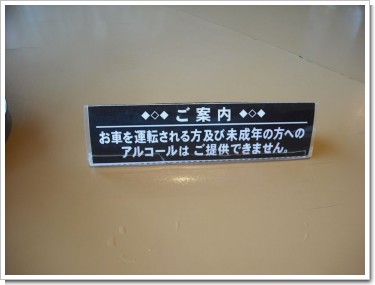 ◆◇◆ ご案内 ◆◇◆
お車を運転される方及び未成年の方への
アルコールは ご提供できません。